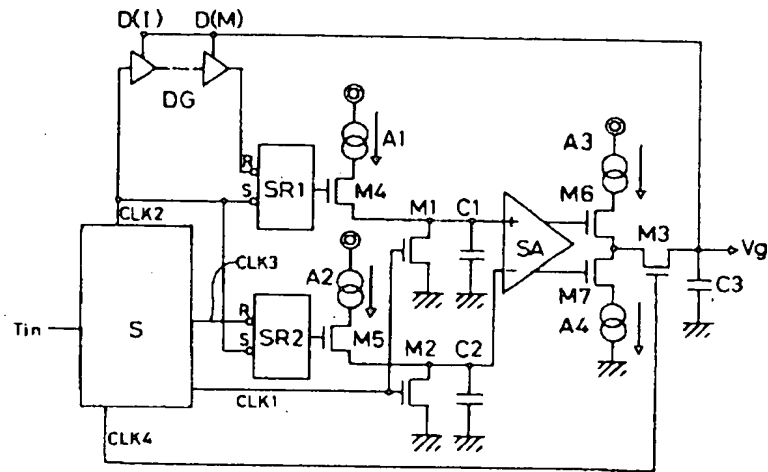 D(1) D(M)
DG
A1
A3
R
SR1
S
M4
M1
C1
M6
+
SA
-
M3
Vg
CLK2
CLK3
A2
M7
C3
Tin
S
R
SR2
S
M5
A4
M2
C2
CLK1
CLK4